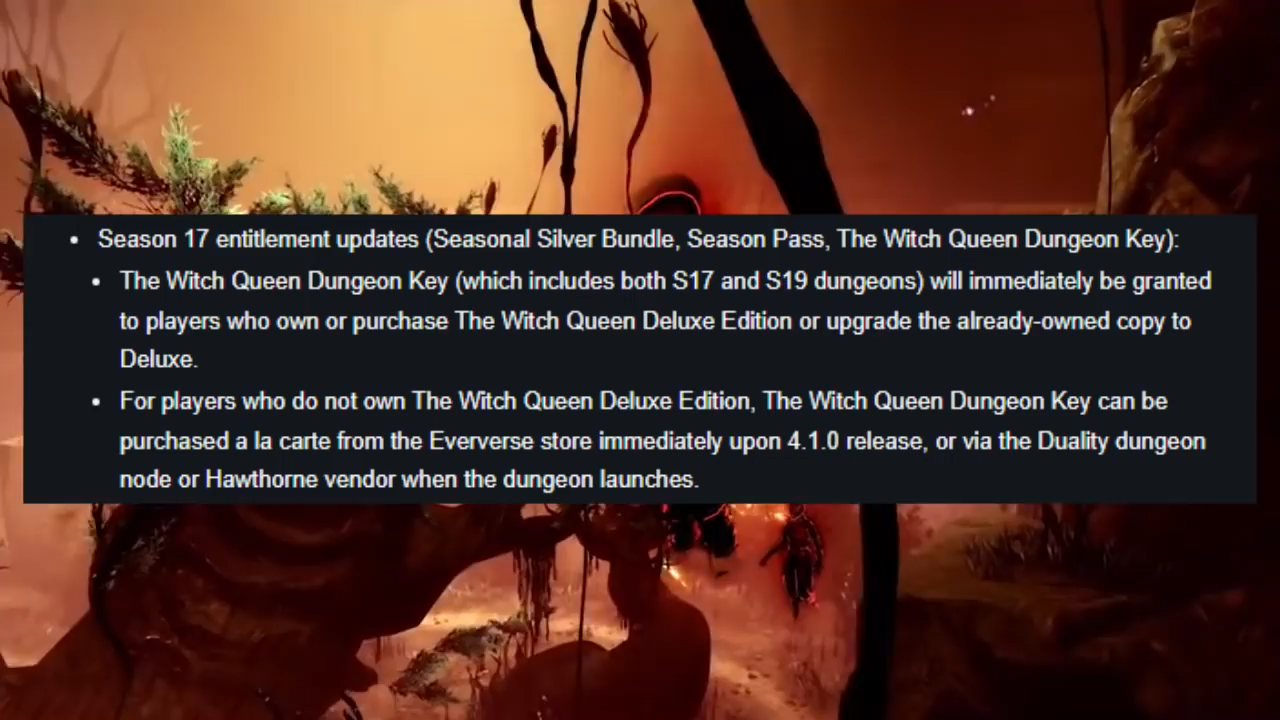 • Season 17 entitlement updates (Seasonal Silver Bundle, Season Pass, The Witch Queen Dungeon Key):
• The Witch Queen Dungeon Key (which includes both S17 and S19 dungeons) will immediately be granted
to players who own or purchase The Witch Queen Deluxe Edition or upgrade the already-owned copy to
Deluxe.
• For players who do not own The Witch Queen Deluxe Edition, The Witch Queen Dungeon Key can be
purchased a la carte from the Eververse store immediately upon 4.1.0 release, or via the Duality dungeon
node or Hawthorne vendor when the dungeon launches.